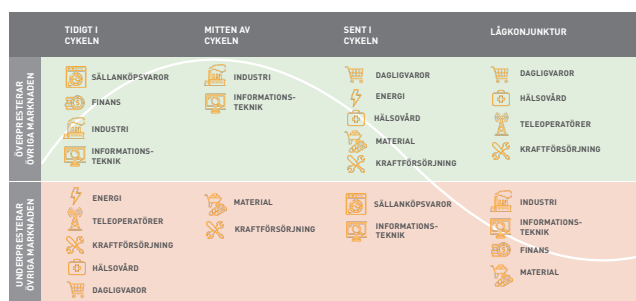 TIDIGT I
CYKELN
MITTEN AV
CYKELN
SENT I
CYKELN
LÅGKONJUNKTUR
ÖVERPRESTERAR
ÖVRIGA MARKNADEN
SÄLLANKÖPSVAROR
FINANS
INDUSTRI
INFORMATIONS-
TEKNIK
INDUSTRI
INFORMATIONS-
TEKNIK
DAGLIGVAROR
ENERGI
HÄLSOVÅRD
MATERIAL
KRAFTFÖRSÖRJNING
DAGLIGVAROR
HÄLSOVÅRD
TELEOPERATÖRER
KRAFTFÖRSÖRJNING
UNDERPRESTERAR
ÖVRIGA MARKNADEN
ENERGI
TELEOPERATÖRER
KRAFTFÖRSÖRJNING
HÄLSOVÅRD
DAGLIGVAROR
MATERIAL
KRAFTFÖRSÖRJNING
SÄLLANKÖPSVAROR
INFORMATIONS-
TEKNIK
INDUSTRI
INFORMATIONS-
TEKNIK
FINANS
MATERIAL